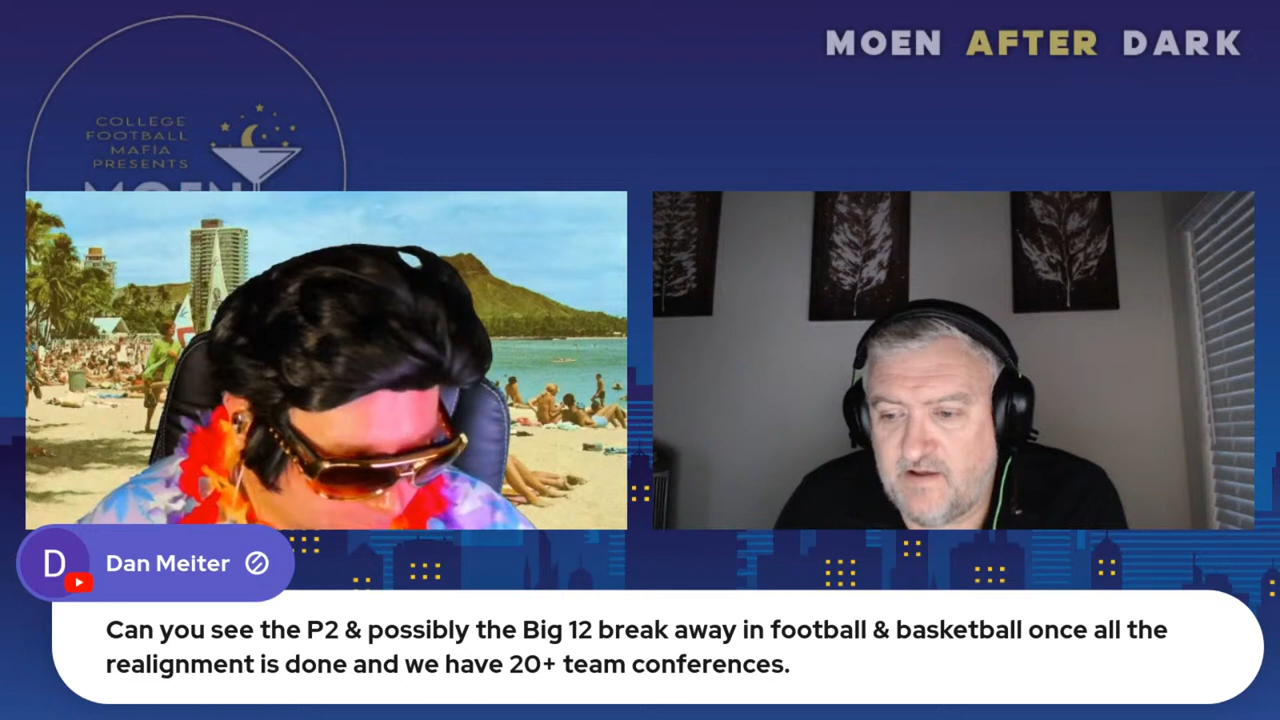 MOEN AFTER DARK
COLLEGE
FOOTBALL
MAFIA
PRESENTS
MOEN
D
Dan Meiter
Can you see the P2 & possibly the Big 12 break away in football & basketball once all the
realignment is done and we have 20+ team conferences.